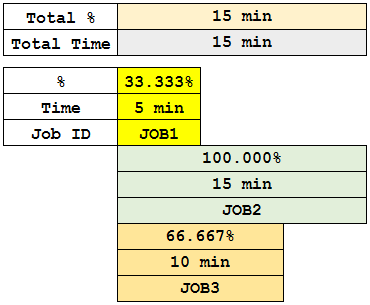 Total % 15 min
Total Time 15 min
% 33.333%
Time 5 min
Job ID JOB1
100.000%
15 min
JOB2
66.667%
10 min
JOB3